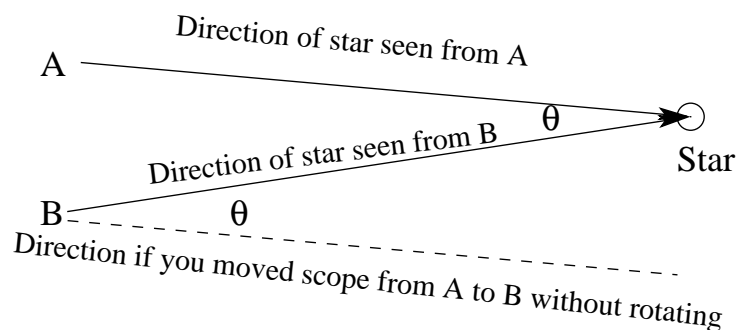 Direction of star seen from A
A
θ
Direction of star seen from B
Star
B
θ
Direction if you moved scope from A to B without rotating